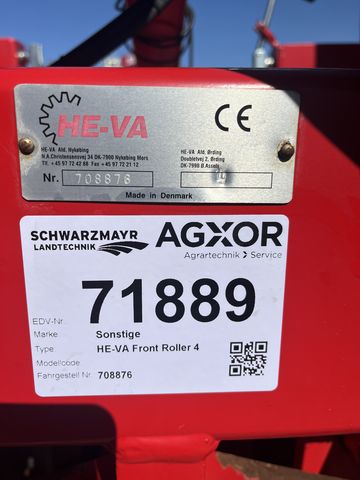 HE-VA
CE
HE-VA Afd. Nykøbing
N.A.Christensensvej 34 DK-7900 Nykøbing Mors
Tlf. +45 97 72 42 88 Fax +45 97 72 21 12
HE-VA Afd. Ørding
Doubletvej 2, Ørding
DK-7990 B.Assels
Nr. 708876
Made in Denmark
SCHWARZMAYR
LANDTECHNIK
AGXOR
Agrartechnik Service
EDV-Nr. 71889
Marke Sonstige
Type HE-VA Front Roller 4
Modellcode
Fahrgestell Nr. 708876